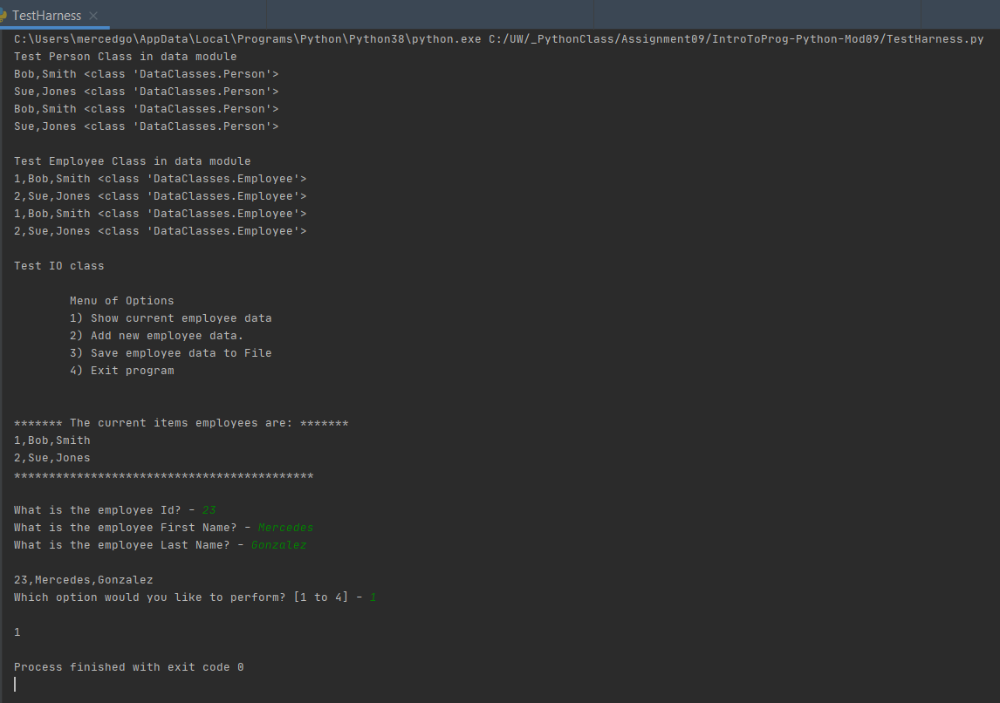 TestHarness
C:\Users\mercedgo\AppData\Local\Programs\Python\Python38\python.exe C:/UW/_PythonClass/Assignment09/IntroToProg-Python-Mod09/TestHarness.py
Test Person Class in data module
Bob,Smith <class 'DataClasses.Person'>
Sue,Jones <class 'DataClasses.Person'>
Bob,Smith <class 'DataClasses.Person'>
Sue,Jones <class 'DataClasses.Person'>
Test Employee Class in data module
1,Bob,Smith <class 'DataClasses.Employee'>
2,Sue,Jones <class 'DataClasses.Employee'>
1,Bob,Smith <class 'DataClasses.Employee'>
2,Sue,Jones <class 'DataClasses.Employee'>
Test IO class
Menu of Options
1) Show current employee data
2) Add new employee data.
3) Save employee data to File
4) Exit program
******* The current items employees are: *******
1,Bob,Smith
2,Sue,Jones
*******************************************
What is the employee Id? - 23
What is the employee First Name? - Mercedes
What is the employee Last Name? - Gonzalez
23,Mercedes,Gonzalez
Which option would you like to perform? [1 to 4] - 1
1
Process finished with exit code 0